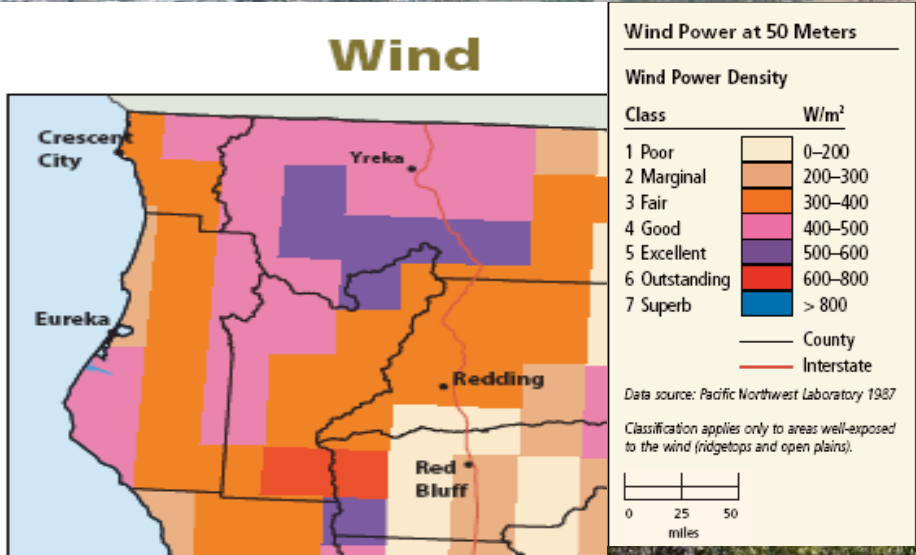 Wind
Crescent
City
Yreka
Eureka
Redding
Red
Bluff
Wind Power at 50 Meters
Wind Power Density
Class W/m²
1 Poor 0–200
2 Marginal 200–300
3 Fair 300–400
4 Good 400–500
5 Excellent 500–600
6 Outstanding 600–800
7 Superb > 800
County
Interstate
Data source: Pacific Northwest Laboratory 1987
Classification applies only to areas well-exposed
to the wind (ridgetops and open plains).
0 25 50
miles